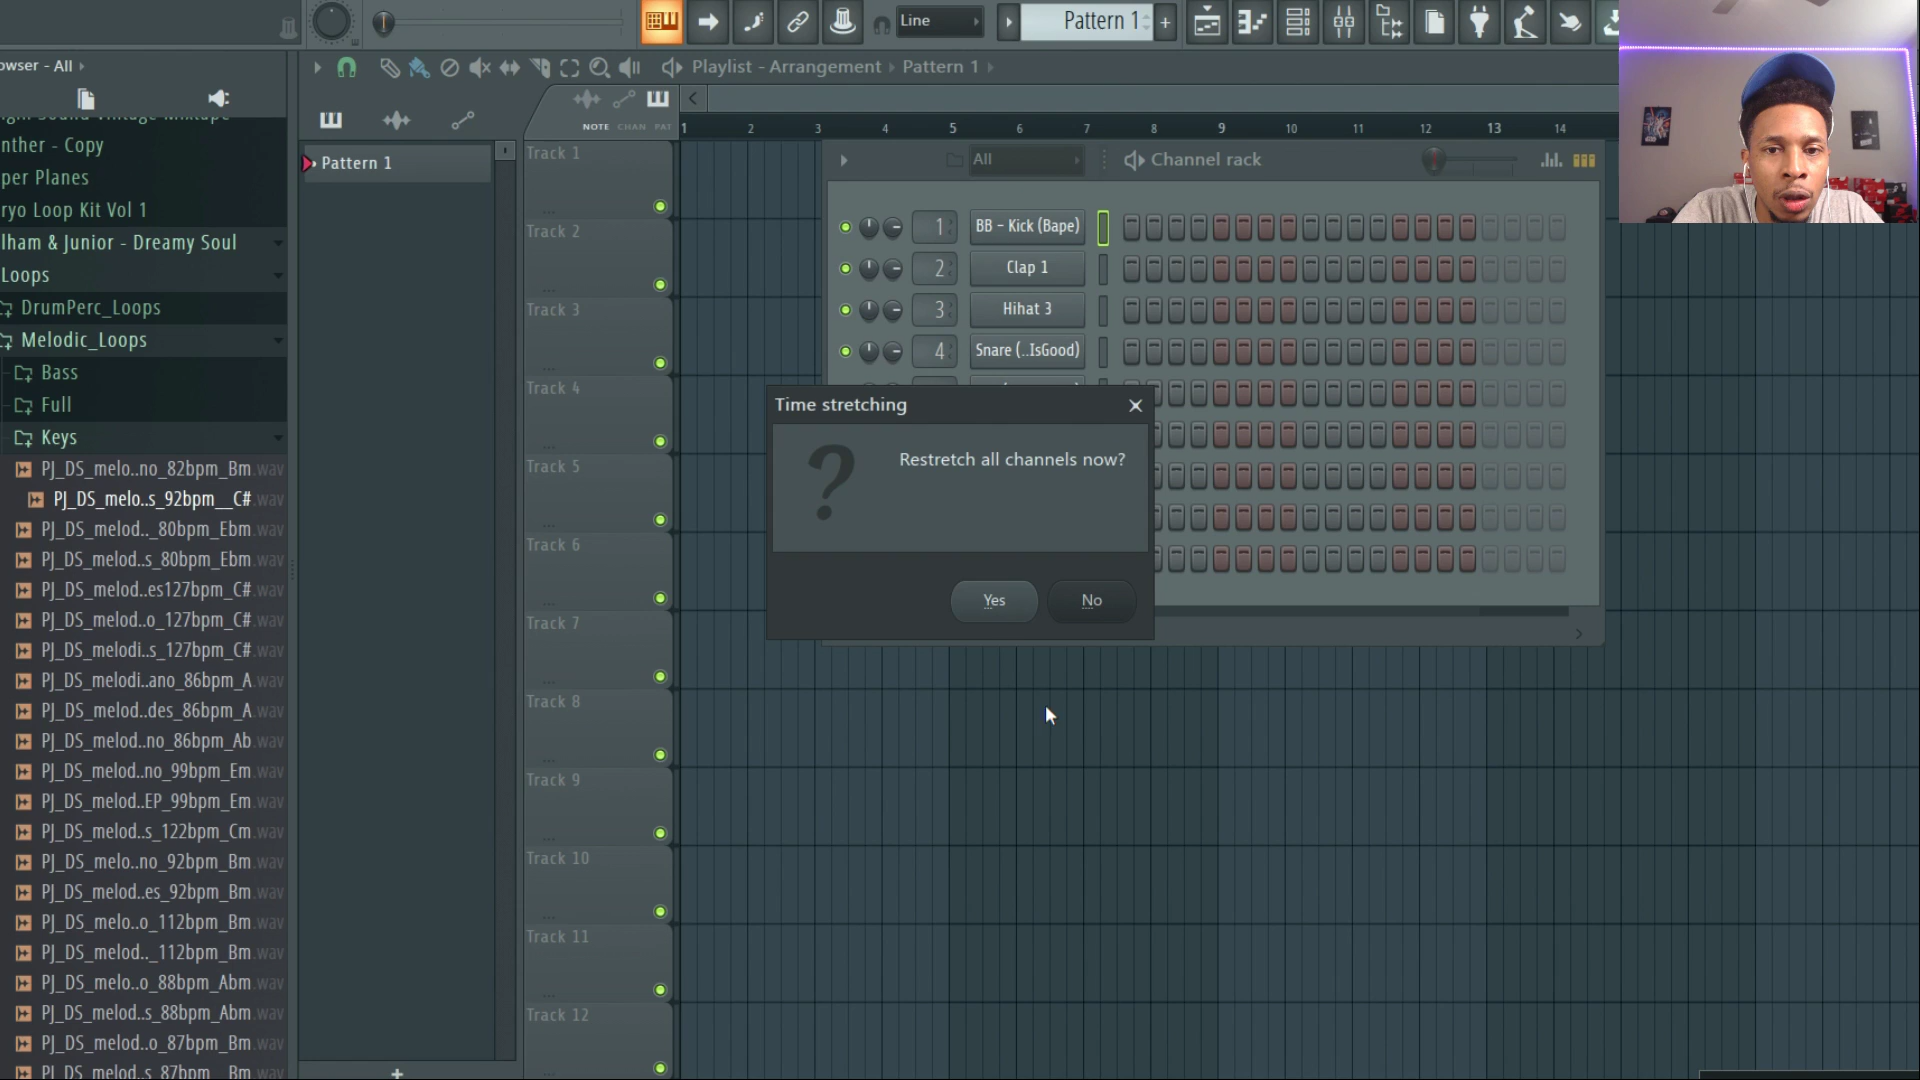 Line
Pattern 1
+
owser - All
Playlist - Arrangement
Pattern 1
NOTE CHAN PAT
1 2 3 4 5 6 7 8 9 10 11 12 13 14
nther - Copy
per Planes
ryo Loop Kit Vol 1
lham & Junior - Dreamy Soul
Loops
DrumPerc_Loops
Melodic_Loops
Bass
Full
Keys
PJ_DS_melo..no_82bpm_Bm.wav
PJ_DS_melo..s_92bpm__C#.wav
PJ_DS_melod.._80bpm_Ebm.wav
PJ_DS_melod..s_80bpm_Ebm.wav
PJ_DS_melod..es127bpm_C#.wav
PJ_DS_melod..o_127bpm_C#.wav
PJ_DS_melodi..s_127bpm_C#.wav
PJ_DS_melodi..ano_86bpm_A.wav
PJ_DS_melod..des_86bpm_A.wav
PJ_DS_melod..no_86bpm_Ab.wav
PJ_DS_melod..no_99bpm_Em.wav
PJ_DS_melod..EP_99bpm_Em.wav
PJ_DS_melod..s_122bpm_Cm.wav
PJ_DS_melo..no_92bpm_Bm.wav
PJ_DS_melod..es_92bpm_Bm.wav
PJ_DS_melo..o_112bpm_Bm.wav
PJ_DS_melod.._112bpm_Bm.wav
PJ_DS_melo..o_88bpm_Abm.wav
PJ_DS_melod..s_88bpm_Abm.wav
PJ_DS_melod..o_87bpm_Bm.wav
PJ_DS_melod..s_87bpm__Bm.wav
Pattern 1
+
Track 1
Track 2
Track 3
Track 4
Track 5
Track 6
Track 7
Track 8
Track 9
Track 10
Track 11
Track 12
All
Channel rack
1 BB - Kick (Bape)
2 Clap 1
3 Hihat 3
4 Snare (..IsGood)
Time stretching
?
Restretch all channels now?
Yes
No